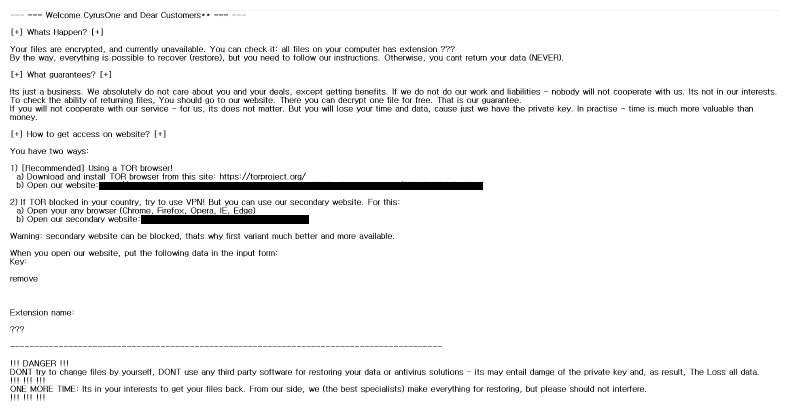 --- === Welcome CyrusOne and Dear Customers** === ---
[+] Whats Happen? [+]
Your files are encrypted, and currently unavailable. You can check it: all files on your computer has extension ???
By the way, everything is possible to recover (restore), but you need to follow our instructions. Otherwise, you cant return your data (NEVER).
[+] What guarantees? [+]
Its just a business. We absolutely do not care about you and your deals, except getting benefits. If we do not do our work and liabilities - nobody will not cooperate with us. Its not in our interests.
To check the ability of returning files, You should go to our website. There you can decrypt one file for free. That is our guarantee.
If you will not cooperate with our service - for us, its does not matter. But you will lose your time and data, cause just we have the private key. In practise - time is much more valuable than
money.
[+] How to get access on website? [+]
You have two ways:
1) [Recommended] Using a TOR browser!
a) Download and install TOR browser from this site: https://torproject.org/
b) Open our website:
2) If TOR blocked in your country, try to use VPN! But you can use our secondary website. For this:
a) Open your any browser (Chrome, Firefox, Opera, IE, Edge)
b) Open our secondary website:
Warning: secondary website can be blocked, thats why first variant much better and more available.
When you open our website, put the following data in the input form:
Key:
remove
Extension name:
???
-----------------------------------------------------------------------------------------
!!! DANGER !!!
DONT try to change files by yourself, DONT use any third party software for restoring your data or antivirus solutions - its may entail damge of the private key and, as result, The Loss all data.
!!! !!! !!!
ONE MORE TIME: Its in your interests to get your files back. From our side, we (the best specialists) make everything for restoring, but please should not interfere.
!!! !!! !!!